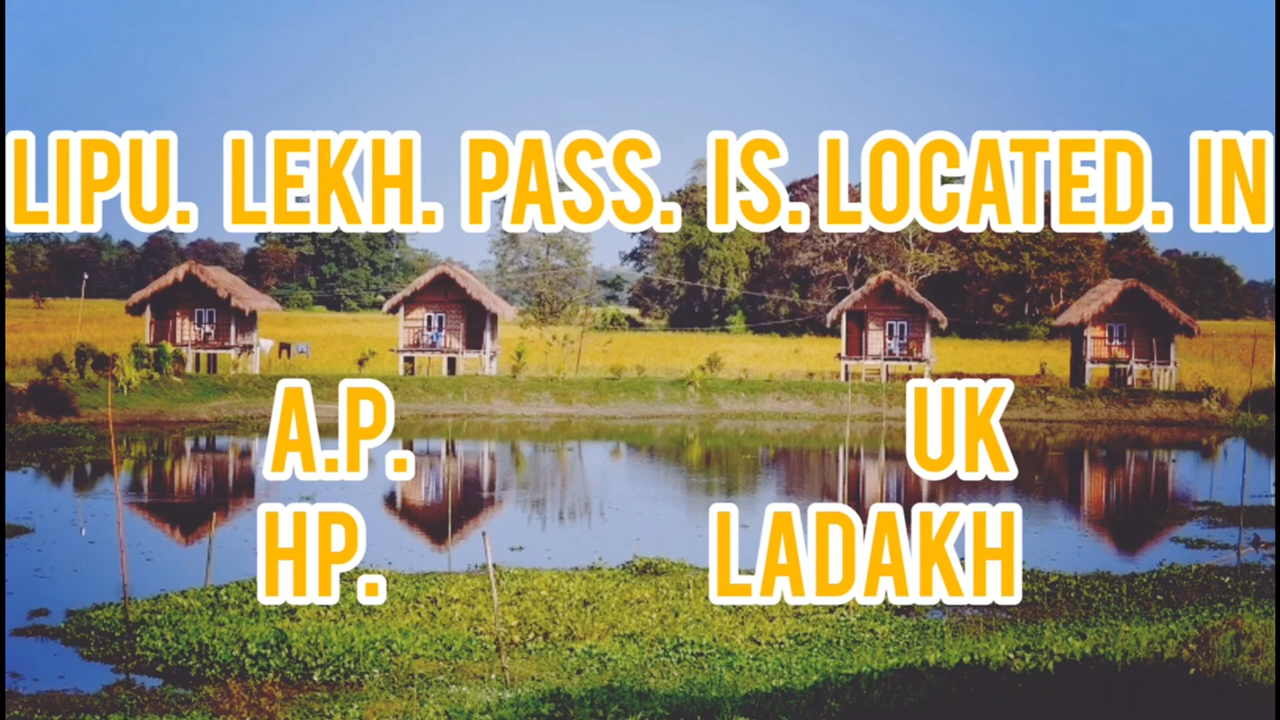 LIPU. LEKH. PASS. IS. LOCATED. IN
A.P. UK
HP. LADAKH